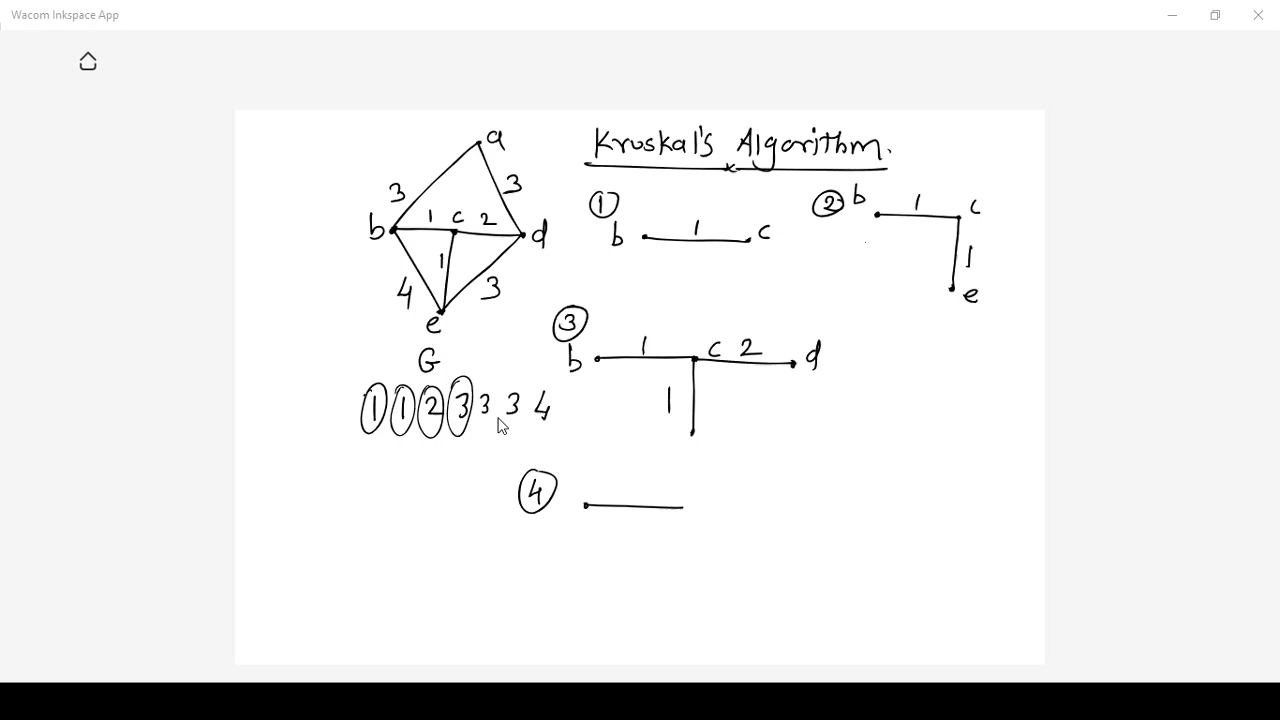 Wacom Inkspace App
Kruskal's Algorithm.
a
3 3
b 1 c 2 d
1
4 3
e
G
1 1 2 3 3 3 4
①
b 1 c
②
b 1 c
1
e
③
b 1 c 2 d
1
④